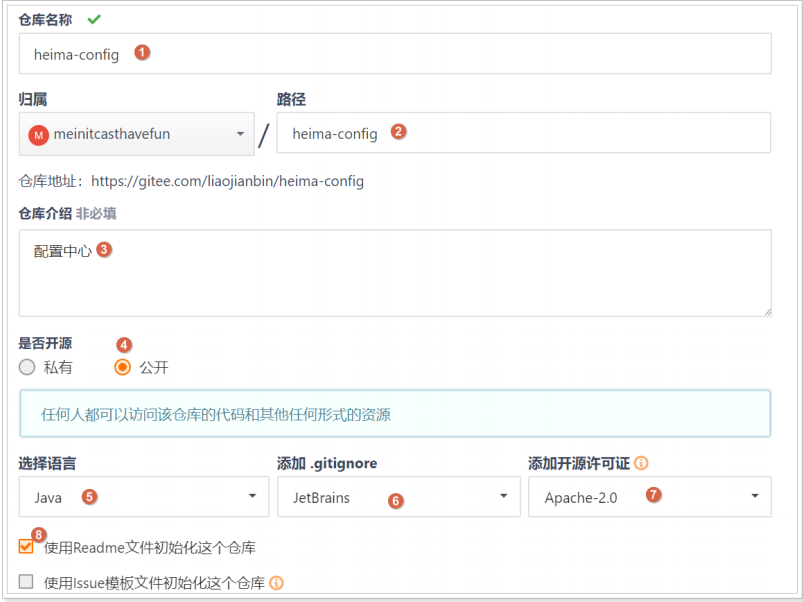 仓库名称
heima-config 1
归属 路径
M meinitcasthavefun / heima-config 2
仓库地址：https://gitee.com/liaojianbin/heima-config
仓库介绍 非必填
配置中心 3
是否开源 4
私有 公开
任何人都可以访问该仓库的代码和其他任何形式的资源
选择语言 添加 .gitignore 添加开源许可证
Java 5 JetBrains 6 Apache-2.0 7
8
使用Readme文件初始化这个仓库
使用Issue模板文件初始化这个仓库